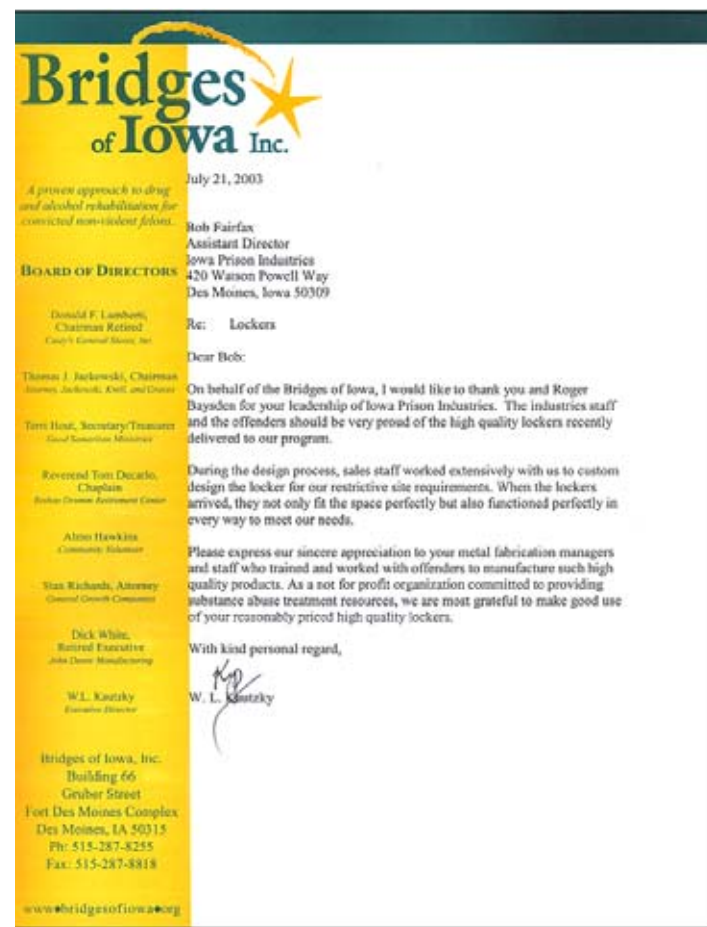 Bridges
of Iowa Inc.
A proven approach to drug
and alcohol rehabilitation for
convicted non-violent felons.
BOARD OF DIRECTORS
Donald F. Lamberti,
Chairman Retired
Casey's General Stores, Inc.
Thomas J. Jackowski, Chairman
Terri Hout, Secretary/Treasurer
Good Samaritan Ministries
Reverend Tom Decarlo,
Chaplain
Retirement Center
Almo Hawkins
Community Volunteer
Stan Richards, Attorney
General Growth Companies
Dick White,
Retired Executive
John Deere Manufacturing
W.L. Kautzky
Executive Director
Bridges of Iowa, Inc.
Building 66
Gruber Street
Fort Des Moines Complex
Des Moines, IA 50315
Ph: 515-287-8255
Fax: 515-287-8818
www•bridgesofiowa•org
July 21, 2003
Bob Fairfax
Assistant Director
Iowa Prison Industries
420 Watson Powell Way
Des Moines, Iowa 50309
Re: Lockers
Dear Bob:
On behalf of the Bridges of Iowa, I would like to thank you and Roger
Baysden for your leadership of Iowa Prison Industries. The industries staff
and the offenders should be very proud of the high quality lockers recently
delivered to our program.
During the design process, sales staff worked extensively with us to custom
design the locker for our restrictive site requirements. When the lockers
arrived, they not only fit the space perfectly but also functioned perfectly in
every way to meet our needs.
Please express our sincere appreciation to your metal fabrication managers
and staff who trained and worked with offenders to manufacture such high
quality products. As a not for profit organization committed to providing
substance abuse treatment resources, we are most grateful to make good use
of your reasonably priced high quality lockers.
With kind personal regard,
Kip
W. L. Kautzky